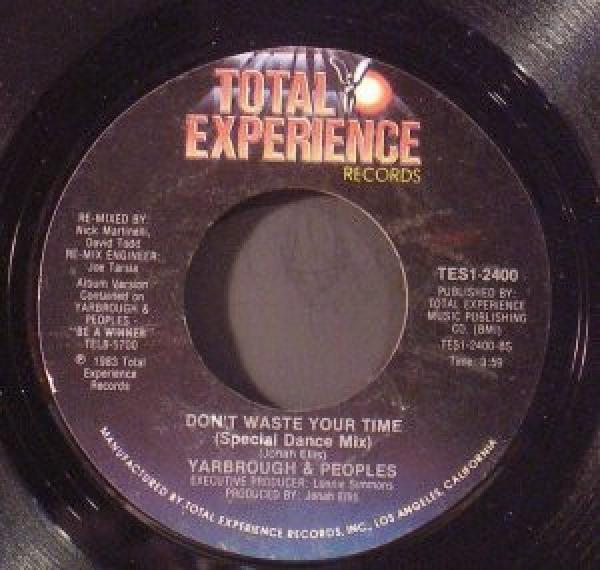 TOTAL
EXPERIENCE
RECORDS
RE-MIXED BY:
Nick Martinelli,
David Todd
RE-MIX ENGINEER:
Joe Tarsia
Album Version
Contained on
YARBROUGH &
PEOPLES -
"BE A WINNER"
TEL8-5700
℗ 1983 Total
Experience
Records
TES1-2400
PUBLISHED BY:
TOTAL EXPERIENCE
MUSIC PUBLISHING
CO. (BMI)
TES1-2400-BS
Time: 3:59
DON'T WASTE YOUR TIME
(Special Dance Mix)
(Jonah Ellis)
YARBROUGH & PEOPLES
EXECUTIVE PRODUCER: Lonnie Simmons
PRODUCED BY: Jonah Ellis
MANUFACTURED BY TOTAL EXPERIENCE RECORDS, INC., LOS ANGELES, CALIFORNIA